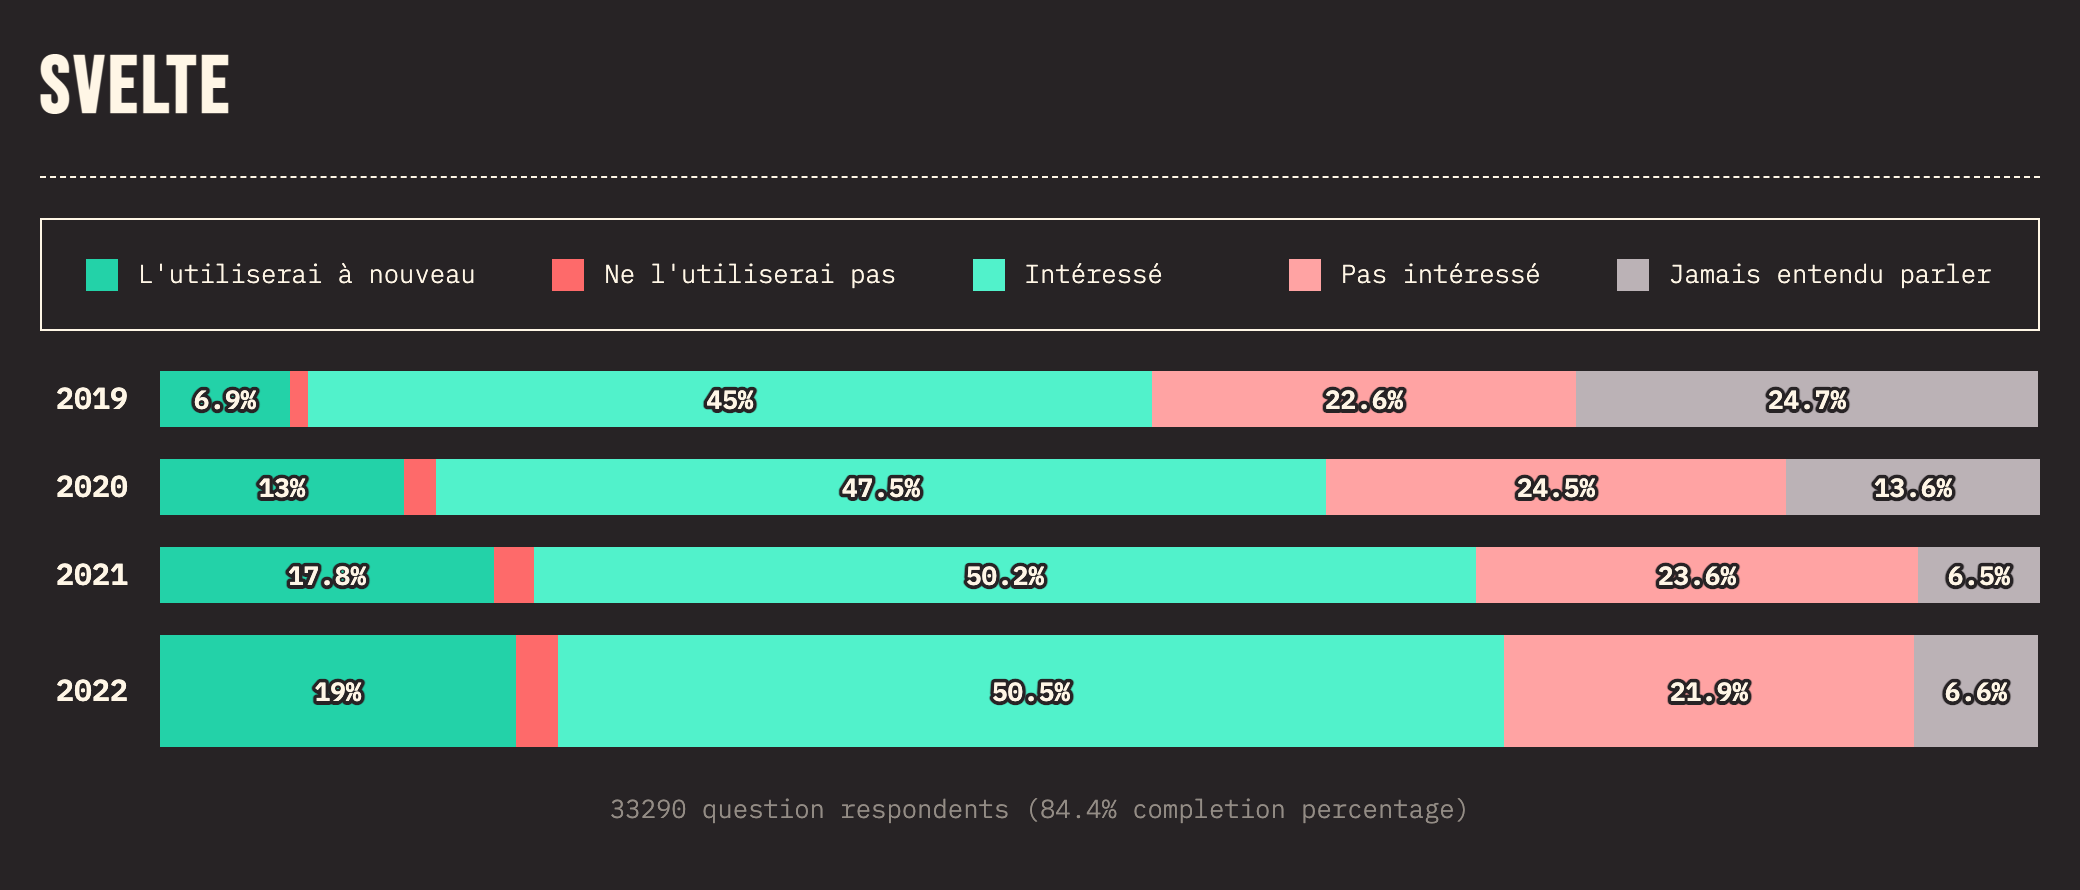 SVELTE
L'utiliserai à nouveau Ne l'utiliserai pas Intéressé Pas intéressé Jamais entendu parler
2019 6.9% 45% 22.6% 24.7%
2020 13% 47.5% 24.5% 13.6%
2021 17.8% 50.2% 23.6% 6.5%
2022 19% 50.5% 21.9% 6.6%
33290 question respondents (84.4% completion percentage)